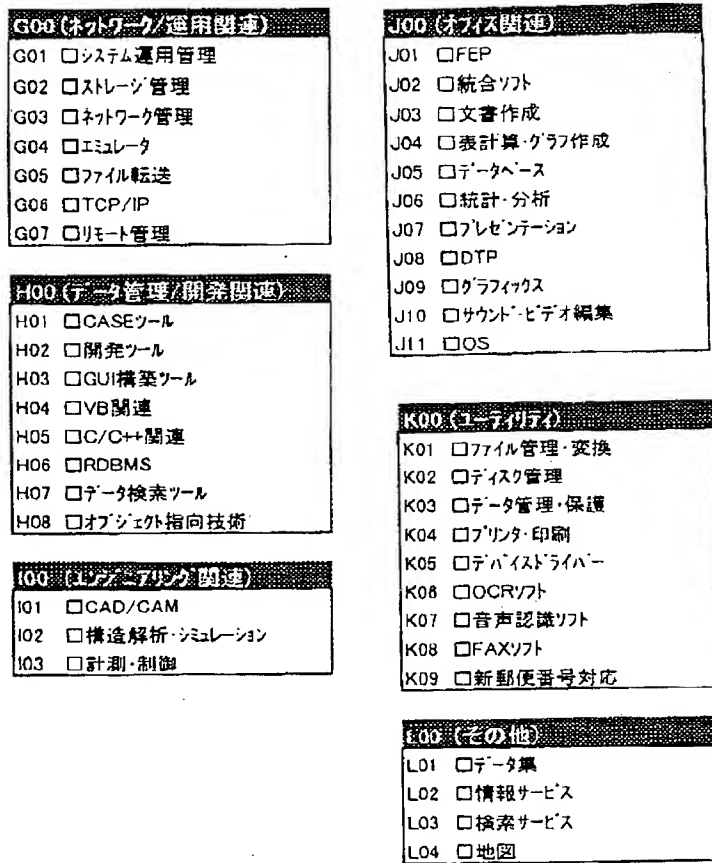 G00 (ネットワーク/運用関連)
G01 □システム運用管理
G02 □ストレージ管理
G03 □ネットワーク管理
G04 □エミュレータ
G05 □ファイル転送
G06 □TCP/IP
G07 □リモート管理
H00 (データ管理/開発関連)
H01 □CASEツール
H02 □開発ツール
H03 □GUI構築ツール
H04 □VB関連
H05 □C/C++関連
H06 □RDBMS
H07 □データ検索ツール
H08 □オブジェクト指向技術
I00 (エンジニアリング関連)
I01 □CAD/CAM
I02 □構造解析・シミュレーション
I03 □計測・制御
J00 (オフィス関連)
J01 □FEP
J02 □統合ソフト
J03 □文書作成
J04 □表計算・グラフ作成
J05 □データベース
J06 □統計・分析
J07 □プレゼンテーション
J08 □DTP
J09 □グラフィックス
J10 □サウンド・ビデオ編集
J11 □OS
K00 (ユーティリティ)
K01 □ファイル管理・変換
K02 □ディスク管理
K03 □データ管理・保護
K04 □プリンタ・印刷
K05 □デバイスドライバー
K06 □OCRソフト
K07 □音声認識ソフト
K08 □FAXソフト
K09 □新郵便番号対応
L00 (その他)
L01 □データ集
L02 □情報サービス
L03 □検索サービス
L04 □地図